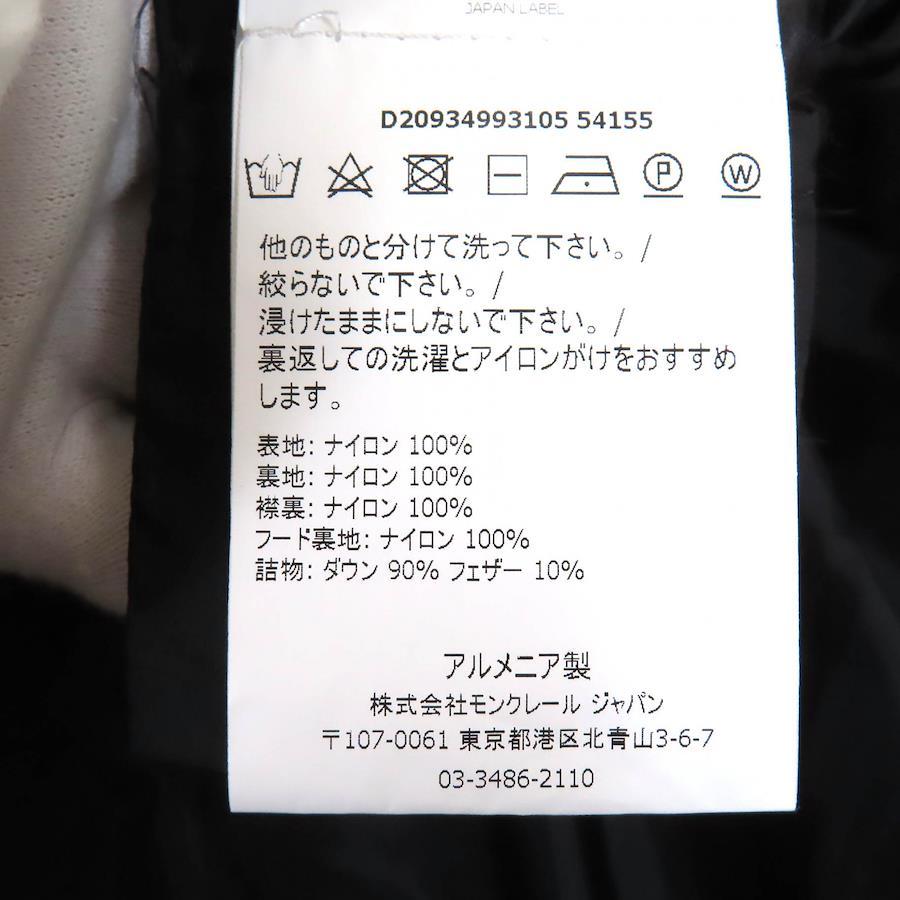 JAPAN LABEL
D20934993105 54155
P W
他のものと分けて洗って下さい。/
絞らないで下さい。/
浸けたままにしないで下さい。/
裏返しての洗濯とアイロンがけをおすすめ
します。
表地: ナイロン 100%
裏地: ナイロン 100%
襟裏: ナイロン 100%
フード裏地: ナイロン 100%
詰物: ダウン 90% フェザー 10%
アルメニア製
株式会社モンクレール ジャパン
〒107-0061 東京都港区北青山3-6-7
03-3486-2110